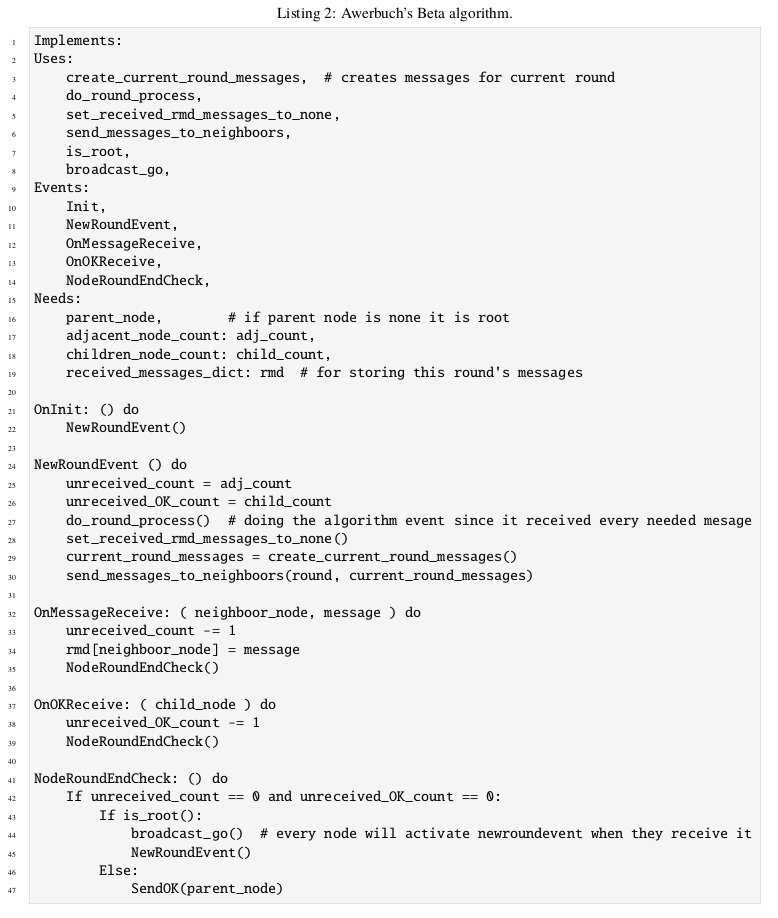 Listing 2: Awerbuch's Beta algorithm.
1 Implements:
2 Uses:
3     create_current_round_messages,  # creates messages for current round
4     do_round_process,
5     set_received_rmd_messages_to_none,
6     send_messages_to_neighbors,
7     is_root,
8     broadcast_go,
9 Events:
10     Init,
11     NewRoundEvent,
12     OnMessageReceive,
13     OnOKReceive,
14     NodeRoundEndCheck,
15 Needs:
16     parent_node,        # if parent node is none it is root
17     adjacent_node_count: adj_count,
18     children_node_count: child_count,
19     received_messages_dict: rmd  # for storing this round's messages
20
21 OnInit: () do
22     NewRoundEvent()
23
24 NewRoundEvent () do
25     unreceived_count = adj_count
26     unreceived_OK_count = child_count
27     do_round_process()  # doing the algorithm event since it received every needed mesage
28     set_received_rmd_messages_to_none()
29     current_round_messages = create_current_round_messages()
30     send_messages_to_neighbors(round, current_round_messages)
31
32 OnMessageReceive: ( neighboor_node, message ) do
33     unreceived_count -= 1
34     rmd[neighboor_node] = message
35     NodeRoundEndCheck()
36
37 OnOKReceive: ( child_node ) do
38     unreceived_OK_count -= 1
39     NodeRoundEndCheck()
40
41 NodeRoundEndCheck: () do
42     If unreceived_count == 0 and unreceived_OK_count == 0:
43         If is_root():
44             broadcast_go()  # every node will activate newroundevent when they receive it
45             NewRoundEvent()
46         Else:
47             SendOK(parent_node)